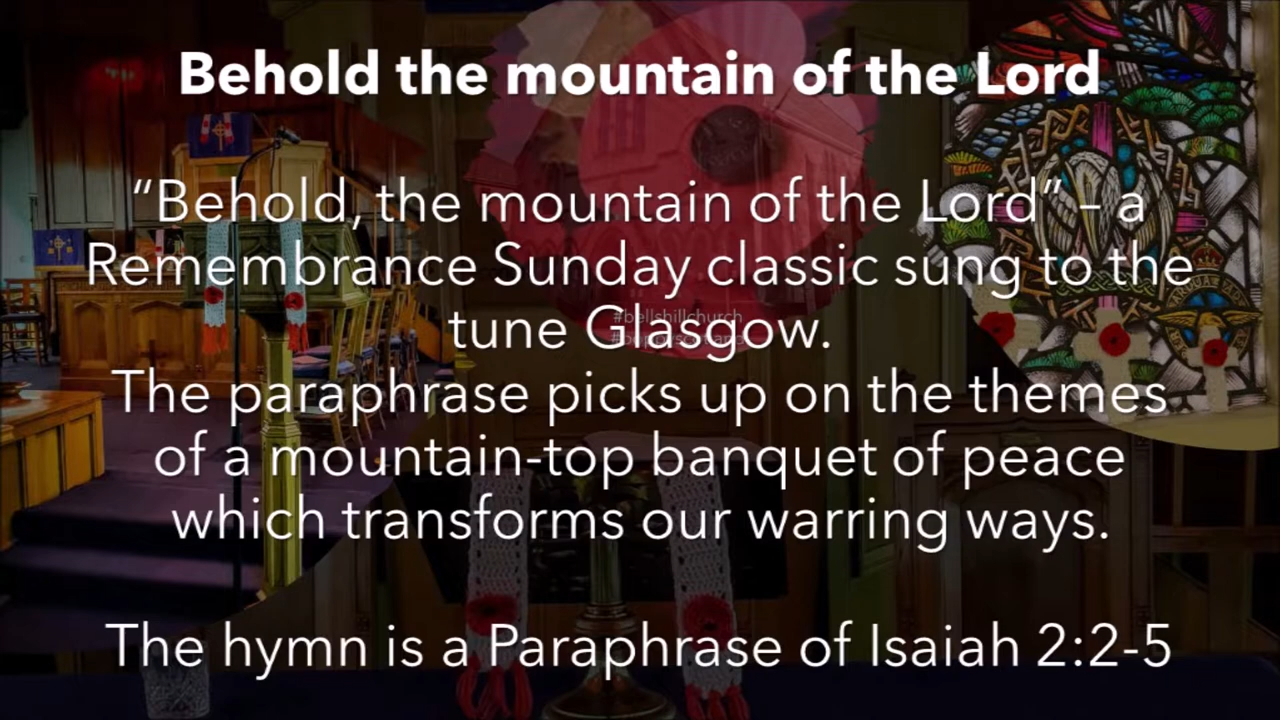 Behold the mountain of the Lord
“Behold, the mountain of the Lord” – a
Remembrance Sunday classic sung to the
#bellshillchurch
tune Glasgow.
The paraphrase picks up on the themes
of a mountain-top banquet of peace
which transforms our warring ways.
The hymn is a Paraphrase of Isaiah 2:2-5